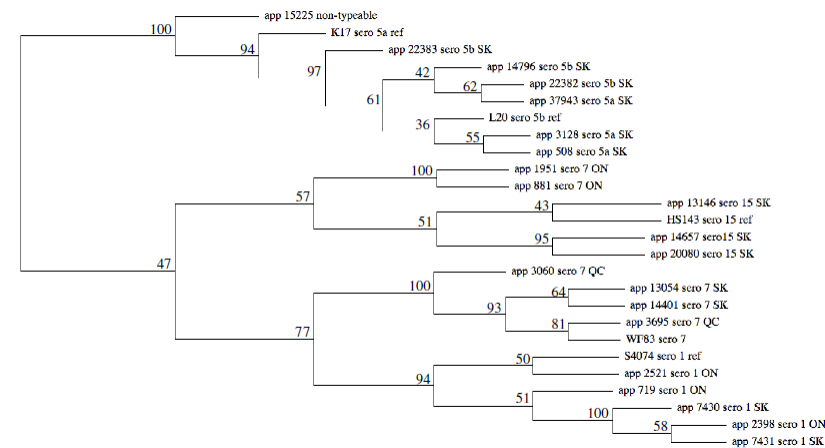 app 15225 non-typeable
100
K17 sero 5a ref
94
app 22383 sero 5b SK
97
app 14796 sero 5b SK
42
app 22382 sero 5b SK
62
app 37943 sero 5a SK
61
L20 sero 5b ref
36
app 3128 sero 5a SK
55
app 508 sero 5a SK
app 1951 sero 7 ON
100
app 881 sero 7 ON
57
app 13146 sero 15 SK
43
HS143 sero 15 ref
51
app 14657 sero15 SK
95
app 20080 sero 15 SK
47
app 3060 sero 7 QC
100
app 13054 sero 7 SK
64
app 14401 sero 7 SK
93
app 3695 sero 7 QC
81
WF83 sero 7
77
S4074 sero 1 ref
50
app 2521 sero 1 ON
94
app 719 sero 1 ON
51
app 7430 sero 1 SK
100
app 2398 sero 1 ON
58
app 7431 sero 1 SK